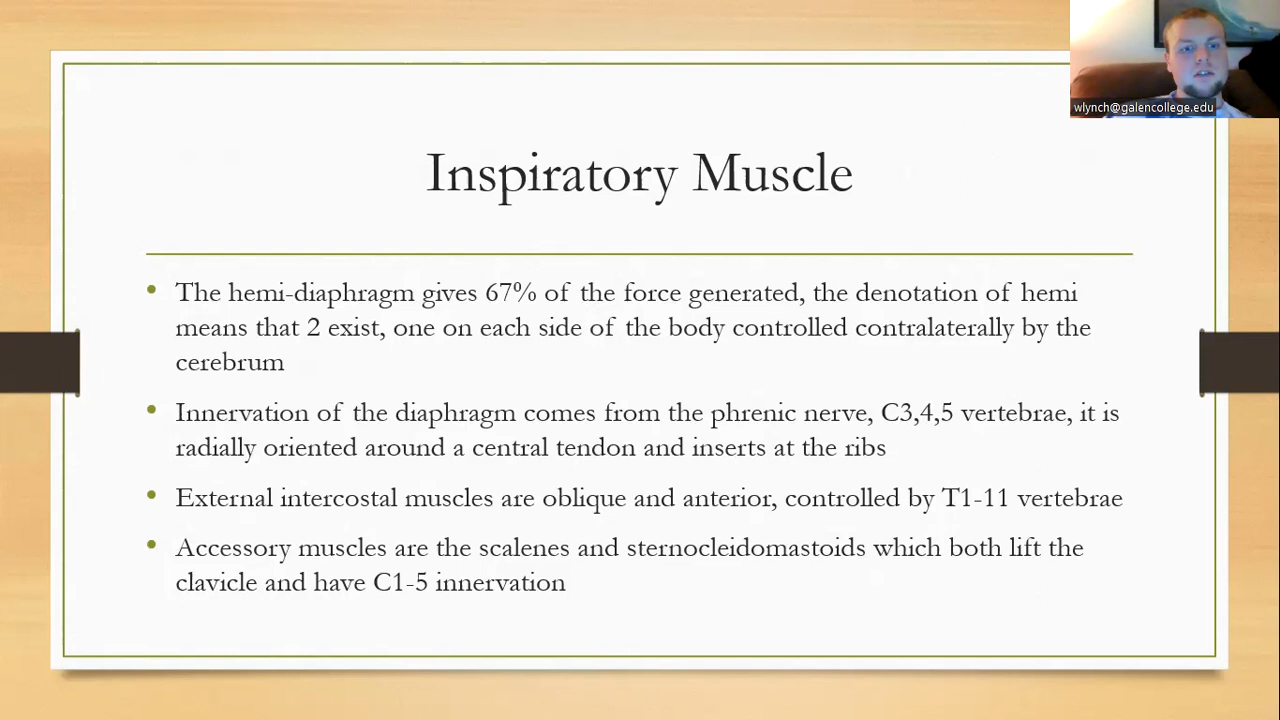 wlynch@galencollege.edu
Inspiratory Muscle
• The hemi-diaphragm gives 67% of the force generated, the denotation of hemi
means that 2 exist, one on each side of the body controlled contralaterally by the
cerebrum
• Innervation of the diaphragm comes from the phrenic nerve, C3,4,5 vertebrae, it is
radially oriented around a central tendon and inserts at the ribs
• External intercostal muscles are oblique and anterior, controlled by T1-11 vertebrae
• Accessory muscles are the scalenes and sternocleidomastoids which both lift the
clavicle and have C1-5 innervation